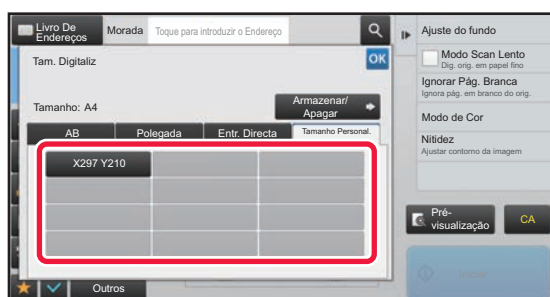 Livro De
Endereços
Morada
Toque para introduzir o Endereço
Tam. Digitaliz
OK
Tamanho: A4
Armazenar/
Apagar
AB
Polegada
Entr. Directa
Tamanho Personal.
X297 Y210
Outros
Ajuste do fundo
Modo Scan Lento
Dig. orig. em papel fino
Ignorar Pág. Branca
Ignora pág. em branco do orig.
Modo de Cor
Nitidez
Ajustar contorno da imagem
Pré-
visualização
CA
Iniciar